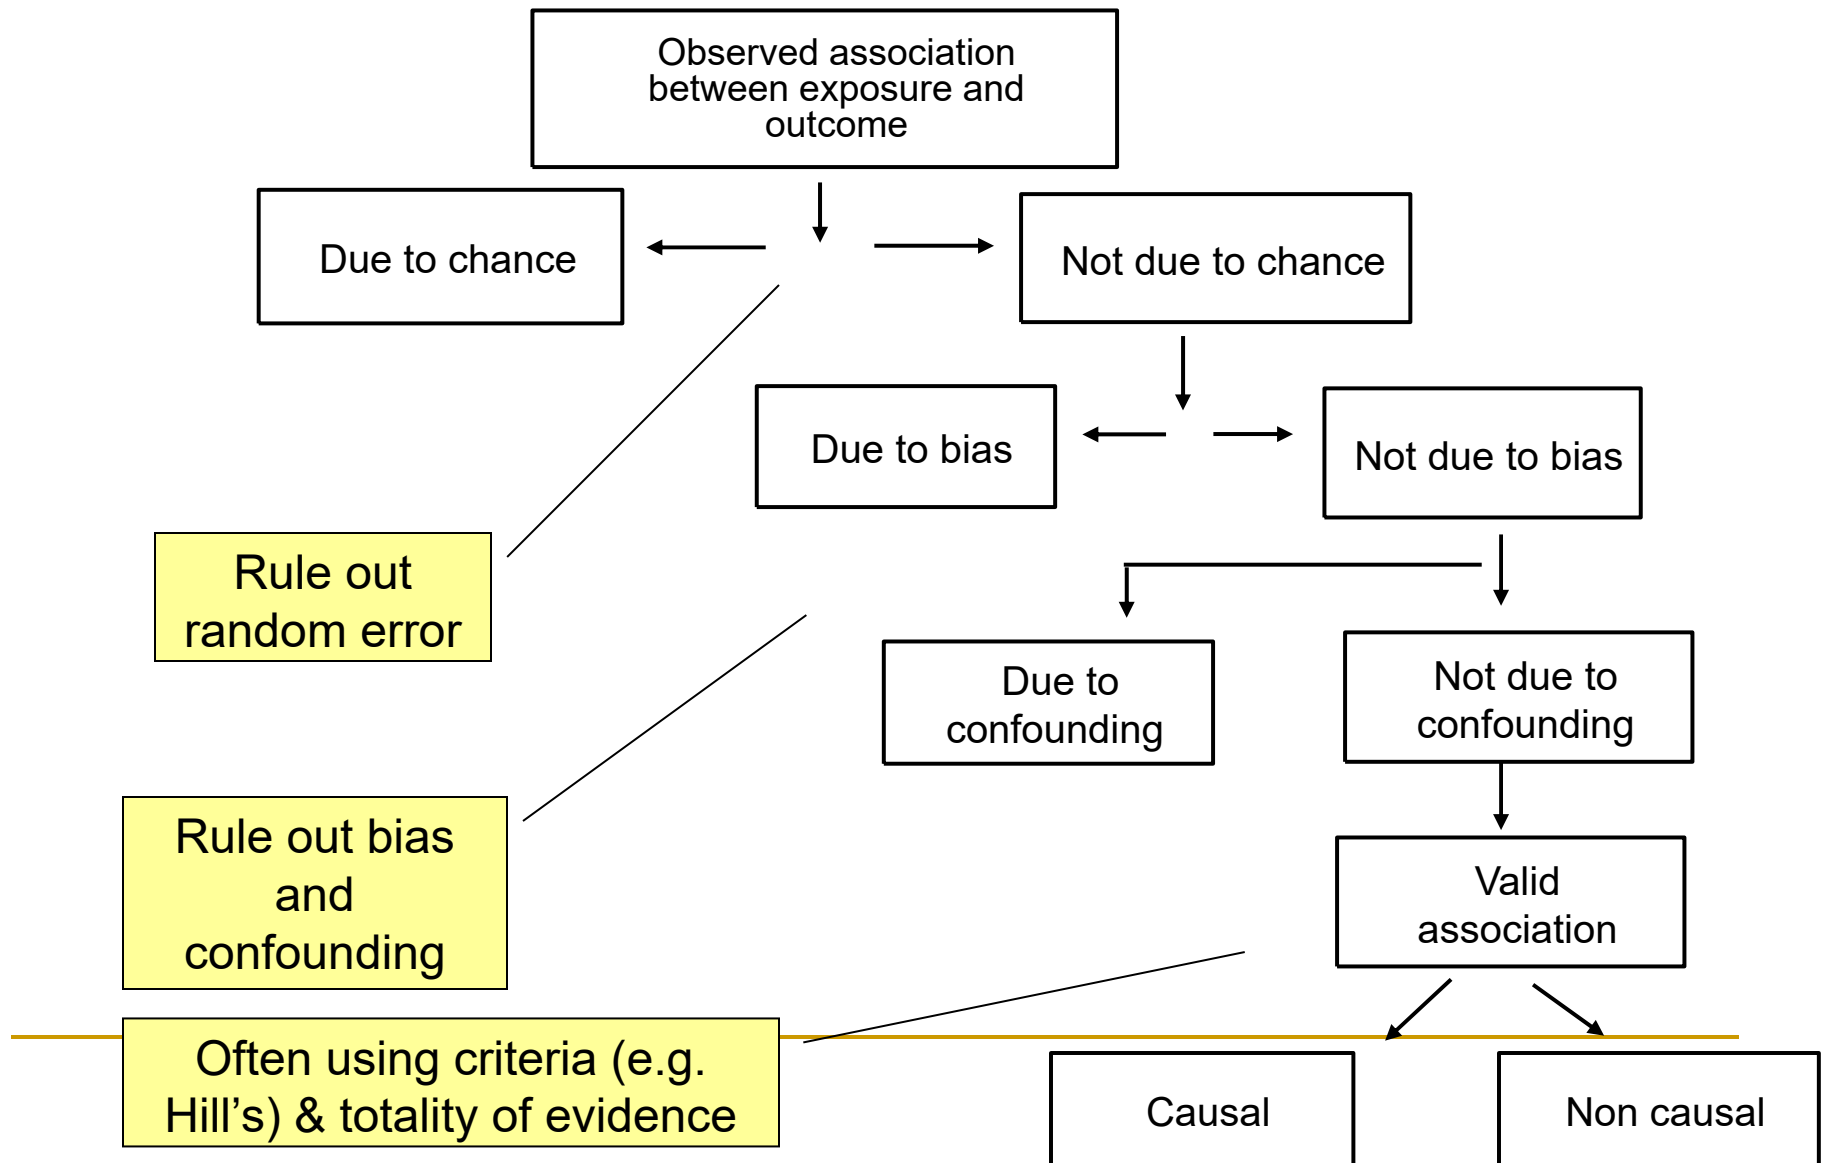 Observed association
between exposure and
outcome
Due to chance
Not due to chance
Due to bias
Not due to bias
Rule out
random error
Due to
confounding
Not due to
confounding
Rule out bias
and
confounding
Valid
association
Often using criteria (e.g.
Hill’s) & totality of evidence
Causal
Non causal